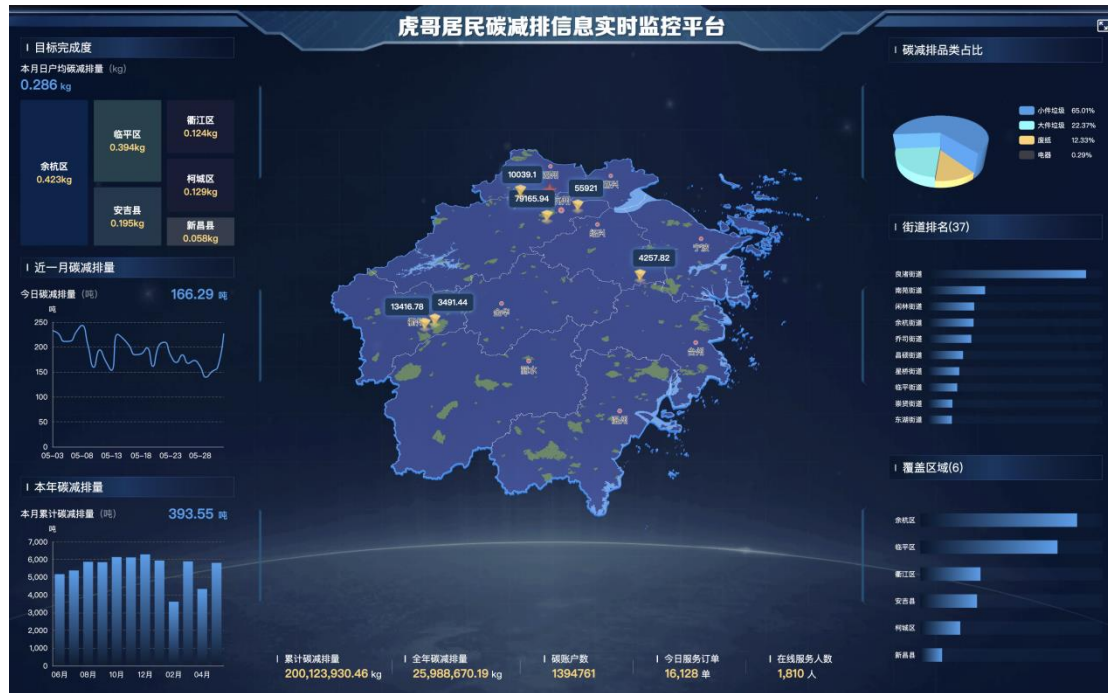 虎哥居民碳减排信息实时监控平台
目标完成度
本月日户均碳减排量 (kg)
0.286 kg
余杭区
0.423kg
临平区
0.394kg
安吉县
0.195kg
衢江区
0.124kg
柯城区
0.129kg
新昌县
0.058kg
近一月碳减排量
今日碳减排量 (吨) 166.29 吨
吨
250
200
150
100
50
0
05-03 05-08 05-13 05-18 05-23 05-28
本年碳减排量
本月累计碳减排量 (吨) 393.55 吨
吨
7,000
6,000
5,000
4,000
3,000
2,000
1,000
0
06月 08月 10月 12月 02月 04月
10039.1
79165.94
55921
4257.82
13416.78
3491.44
宁波
金华
丽水
台州
温州
累计碳减排量
200,123,930.46 kg
全年碳减排量
25,988,670.19 kg
碳账户数
1394761
今日服务订单
16,128 单
在线服务人数
1,810 人
碳减排品类占比
小件垃圾 65.01%
大件垃圾 22.37%
废纸 12.33%
电器 0.29%
街道排名(37)
良渚街道
南苑街道
闲林街道
余杭街道
乔司街道
昌硕街道
星桥街道
临平街道
崇贤街道
东湖街道
覆盖区域(6)
余杭区
临平区
衢江区
安吉县
柯城区
新昌县